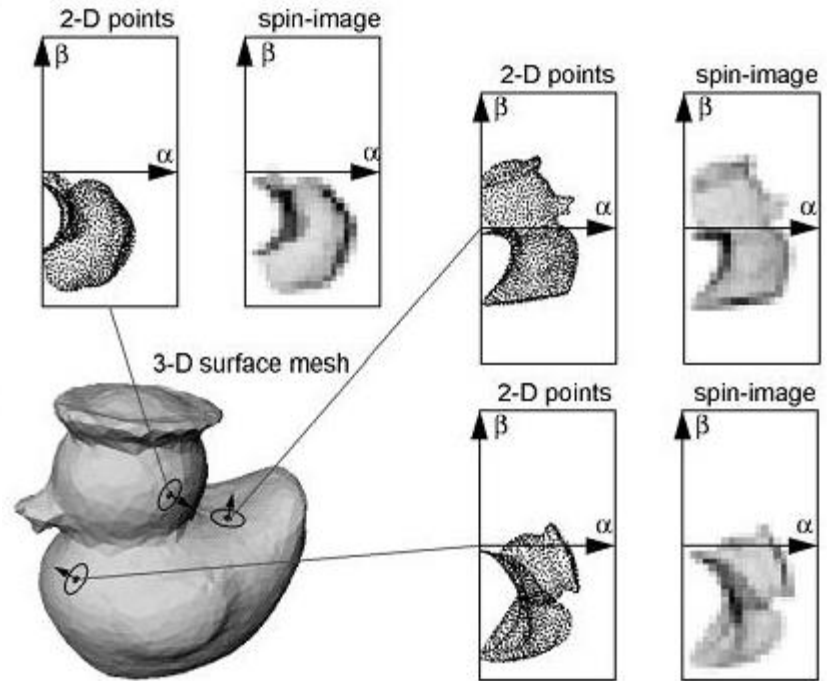 2-D points spin-image
β β
α α
2-D points spin-image
β β
α α
3-D surface mesh
2-D points spin-image
β β
α α